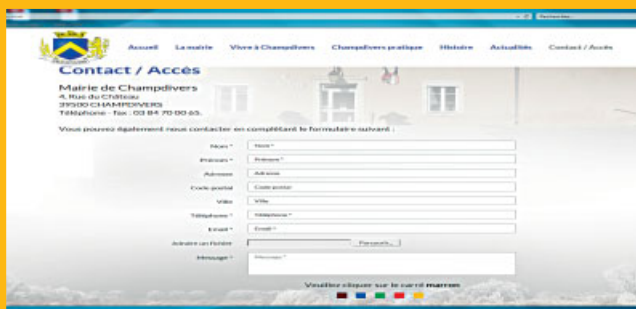 Rechercher...
Accueil La mairie Vivre à Champdivers Champdivers pratique Histoire Actualités Contact / Accès
Contact / Accès
Mairie de Champdivers
4, Rue du Château
39500 CHAMPDIVERS
Téléphone - fax : 03 84 70 00 65.
Vous pouvez également nous contacter en complétant le formulaire suivant :
Nom * Nom *
Prénom * Prénom *
Adresse Adresse
Code postal Code postal
Ville Ville
Téléphone * Téléphone *
Email * Email *
Joindre un fichier Parcourir...
Message * Message *
Veuillez cliquer sur le carré marron